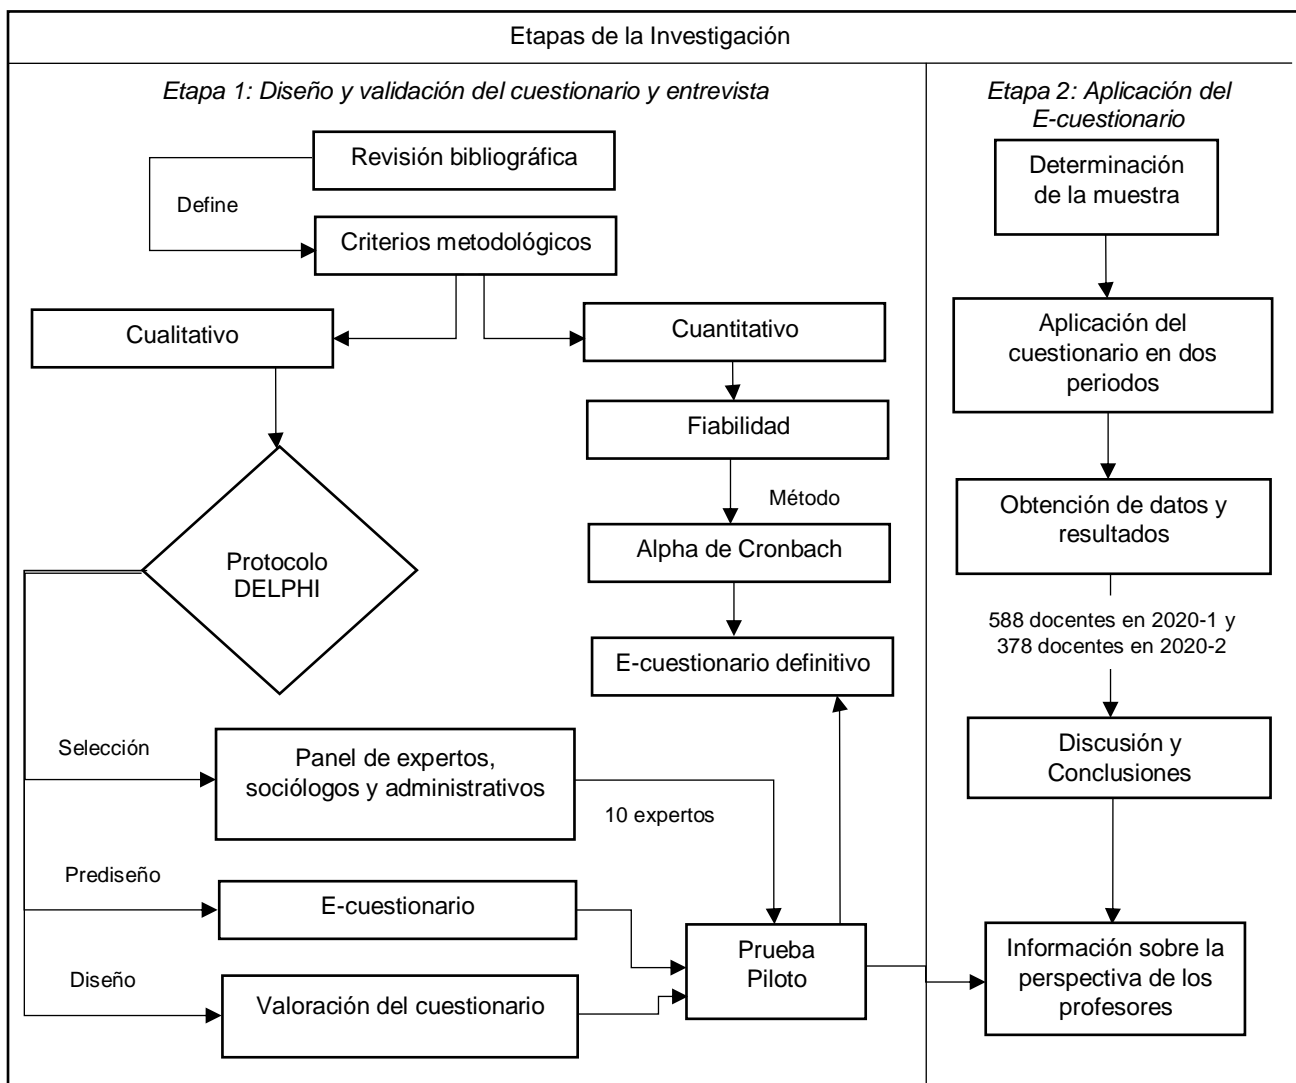 Etapas de la Investigación
Etapa 1: Diseño y validación del cuestionario y entrevista
Revisión bibliográfica
Define
Criterios metodológicos
Cualitativo
Cuantitativo
Fiabilidad
Método
Alpha de Cronbach
Protocolo
DELPHI
E-cuestionario definitivo
Selección
Panel de expertos,
sociólogos y administrativos
10 expertos
Prediseño
E-cuestionario
Diseño
Valoración del cuestionario
Prueba
Piloto
Etapa 2: Aplicación del
E-cuestionario
Determinación
de la muestra
Aplicación del
cuestionario en dos
periodos
Obtención de datos y
resultados
588 docentes en 2020-1 y
378 docentes en 2020-2
Discusión y
Conclusiones
Información sobre la
perspectiva de los
profesores